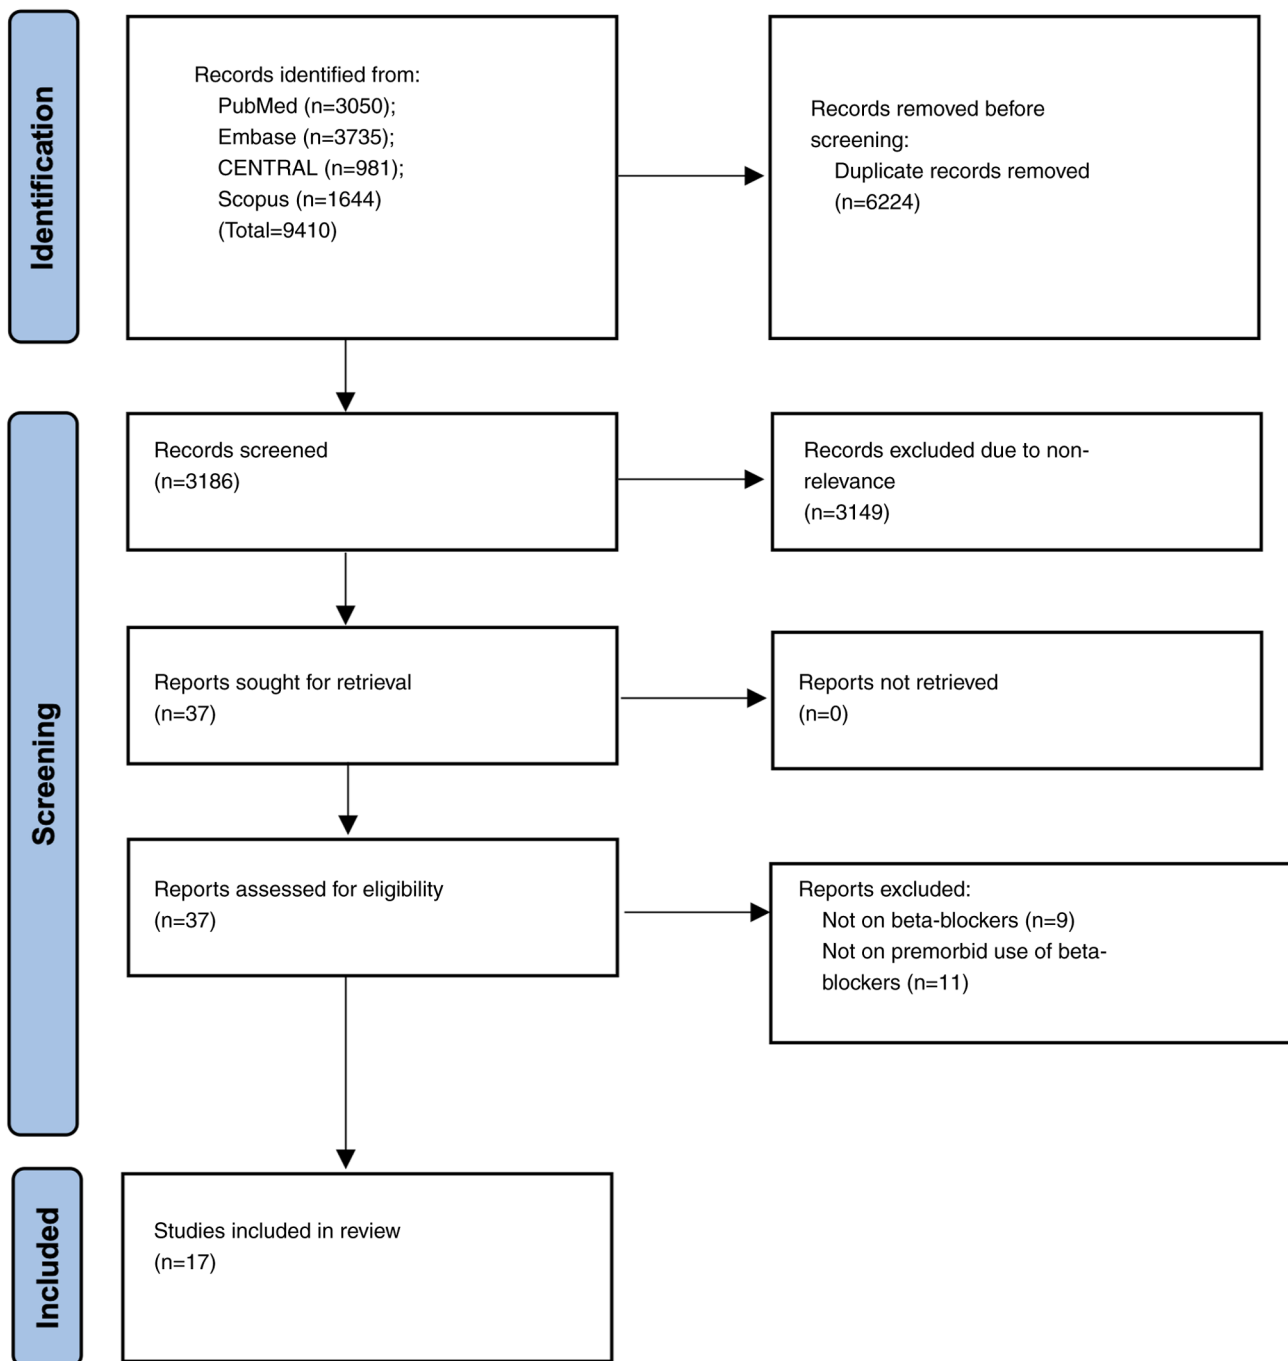 Identification
Records identified from:
PubMed (n=3050);
Embase (n=3735);
CENTRAL (n=981);
Scopus (n=1644)
(Total=9410)
Records removed before
screening:
Duplicate records removed
(n=6224)
Screening
Records screened
(n=3186)
Records excluded due to non-
relevance
(n=3149)
Reports sought for retrieval
(n=37)
Reports not retrieved
(n=0)
Reports assessed for eligibility
(n=37)
Reports excluded:
Not on beta-blockers (n=9)
Not on premorbid use of beta-
blockers (n=11)
Included
Studies included in review
(n=17)